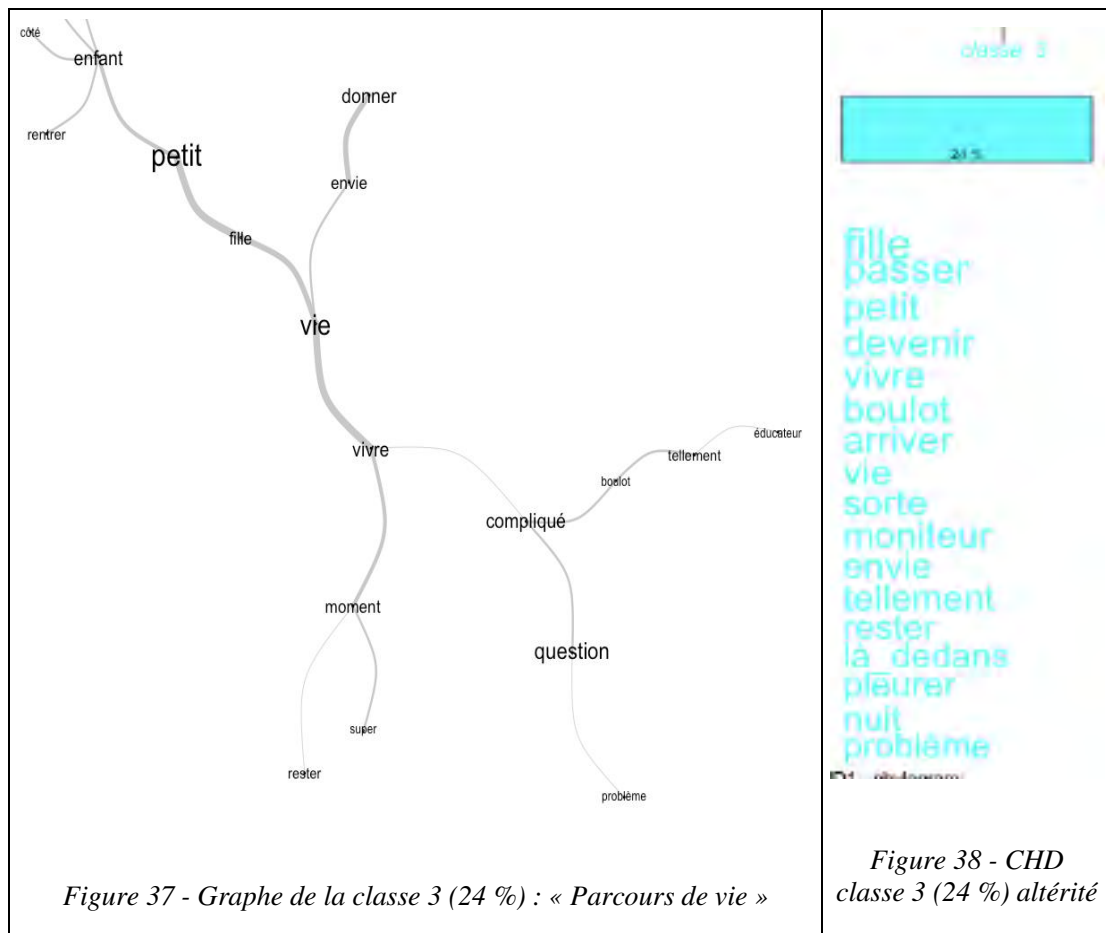 côté
enfant
donner
rentrer
petit
envie
fille
vie
vivre
éducateur
tellement
boulot
compliqué
moment
question
super
rester
problème
Figure 37 - Graphe de la classe 3 (24 %) : « Parcours de vie »
classe 3
24 %
fille
passer
petit
devenir
vivre
boulot
arriver
vie
sorte
moniteur
envie
tellement
rester
là_dedans
pleurer
nuit
problème
Figure 38 - CHD
classe 3 (24 %) altérité